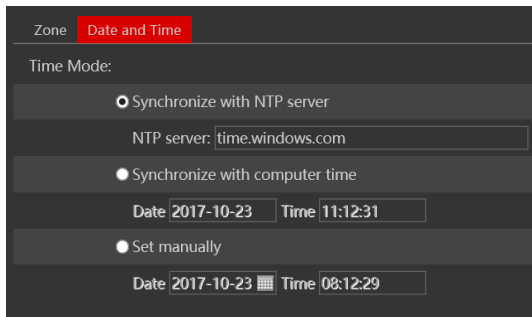 Zone Date and Time
Time Mode:
Synchronize with NTP server
NTP server: time.windows.com
Synchronize with computer time
Date 2017-10-23 Time 11:12:31
Set manually
Date 2017-10-23 Time 08:12:29